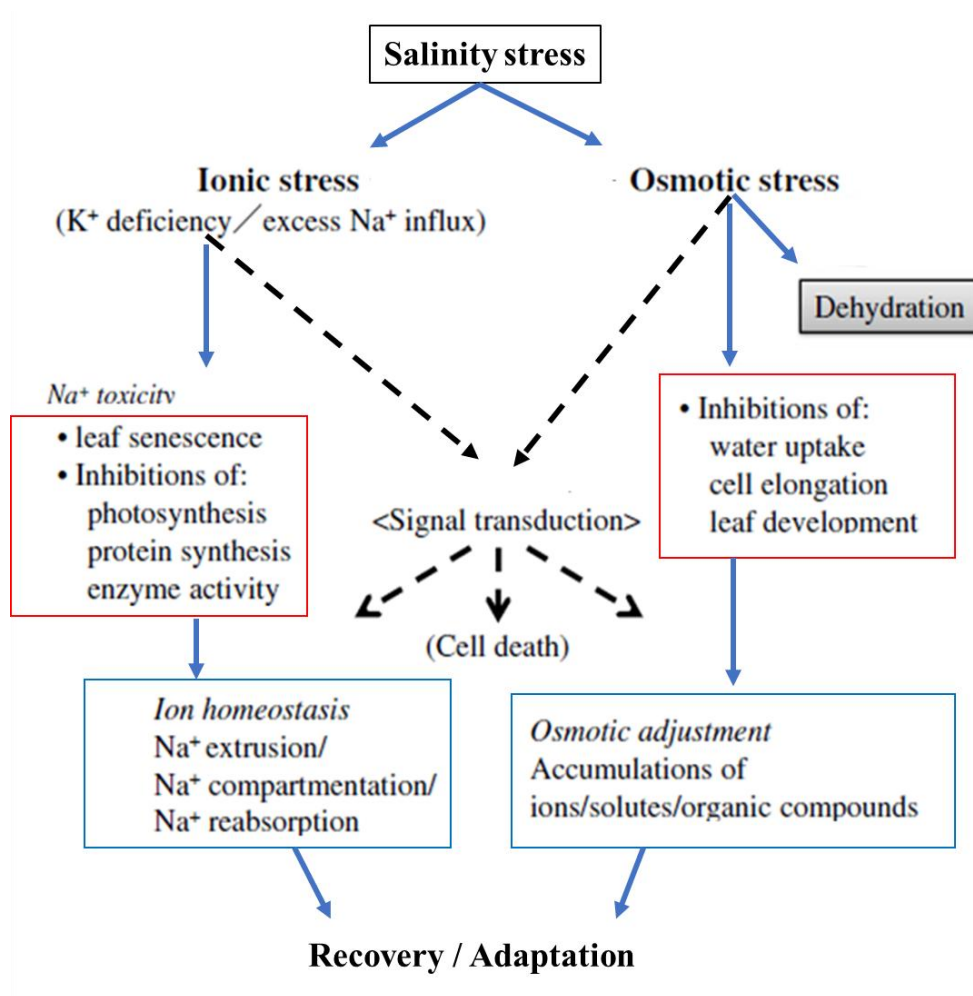 Salinity stress
Ionic stress
(K⁺ deficiency／excess Na⁺ influx)
Osmotic stress
Dehydration
Na⁺ toxicity
• leaf senescence
• Inhibitions of:
photosynthesis
protein synthesis
enzyme activity
• Inhibitions of:
water uptake
cell elongation
leaf development
<Signal transduction>
(Cell death)
Ion homeostasis
Na⁺ extrusion/
Na⁺ compartmentation/
Na⁺ reabsorption
Osmotic adjustment
Accumulations of
ions/solutes/organic compounds
Recovery / Adaptation